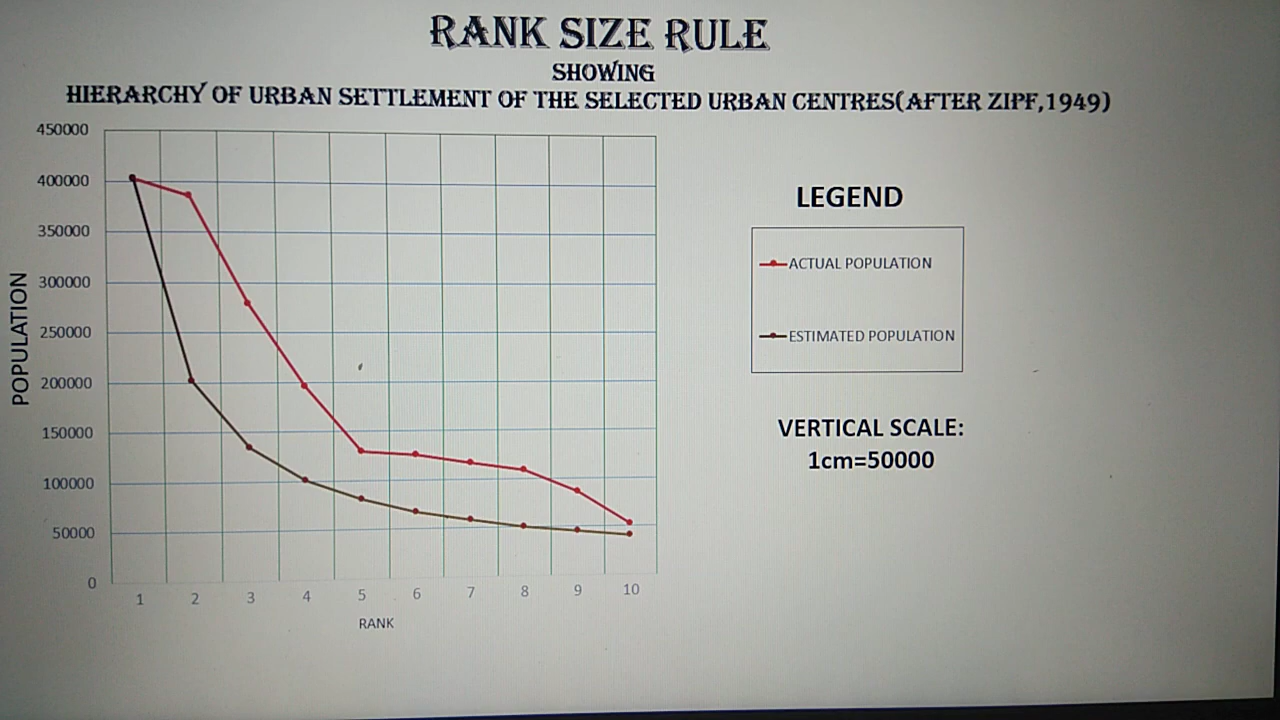 RANK SIZE RULE
SHOWING
HIERARCHY OF URBAN SETTLEMENT OF THE SELECTED URBAN CENTRES(AFTER ZIPF,1949)
450000
400000
350000
300000
250000
200000
150000
100000
50000
0
POPULATION
1 2 3 4 5 6 7 8 9 10
RANK
LEGEND
ACTUAL POPULATION
ESTIMATED POPULATION
VERTICAL SCALE:
1cm=50000